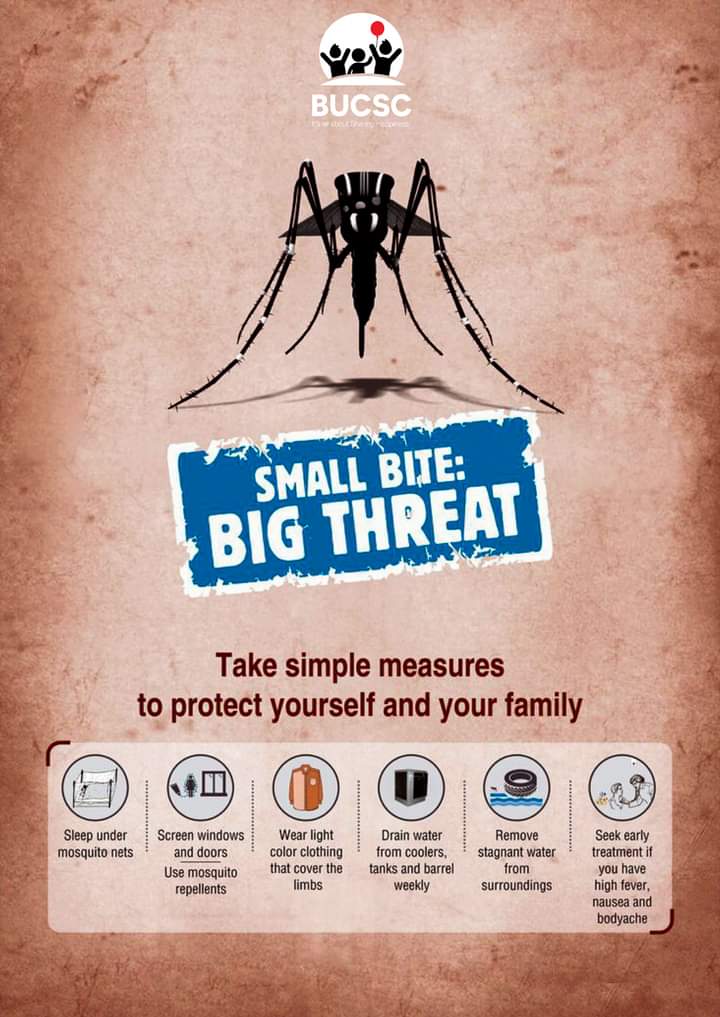 BUCSC
SMALL BITE:
BIG THREAT
Take simple measures
to protect yourself and your family
Sleep under
mosquito nets
Screen windows
and doors
Use mosquito
repellents
Wear light
color clothing
that cover the
limbs
Drain water
from coolers,
tanks and barrel
weekly
Remove
stagnant water
from
surroundings
Seek early
treatment if
you have
high fever,
nausea and
bodyache